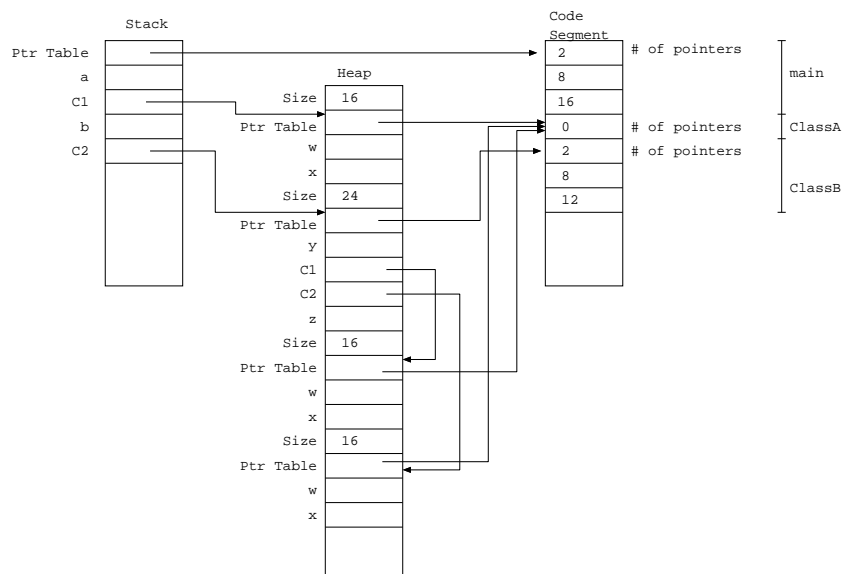 Stack
Ptr Table
a
C1
b
C2
Heap
Size 16
Ptr Table
w
x
Size 24
Ptr Table
y
C1
C2
z
Size 16
Ptr Table
w
x
Size 16
Ptr Table
w
x
Code
Segment
2 # of pointers
8
16
main
0 # of pointers ClassA
2 # of pointers
8
12
ClassB